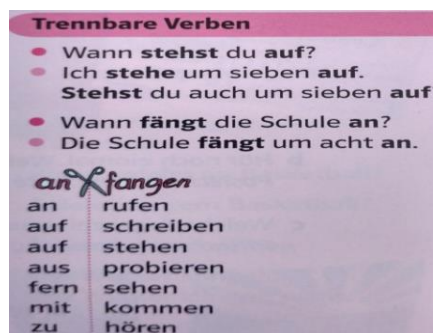 Trennbare Verben
Wann stehst du auf?
Ich stehe um sieben auf.
Stehst du auch um sieben auf
Wann fängt die Schule an?
Die Schule fängt um acht an.
an fangen
an rufen
auf schreiben
auf stehen
aus probieren
fern sehen
mit kommen
zu hören